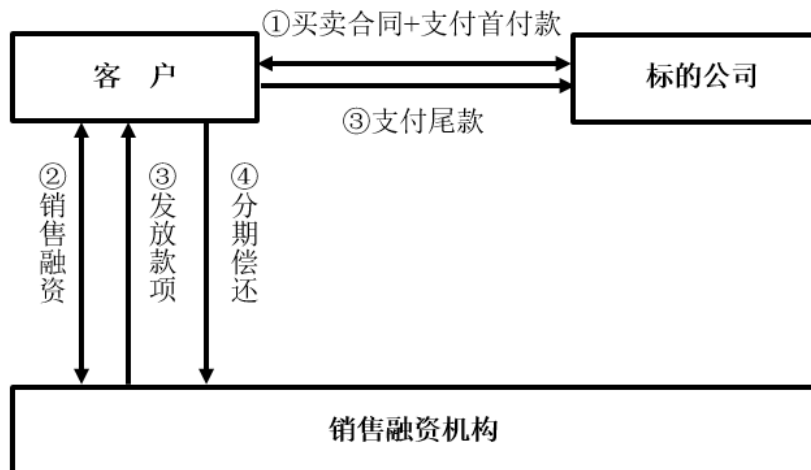 ①买卖合同+支付首付款
客 户
标的公司
③支付尾款
②销售融资
③发放款项
④分期偿还
销售融资机构